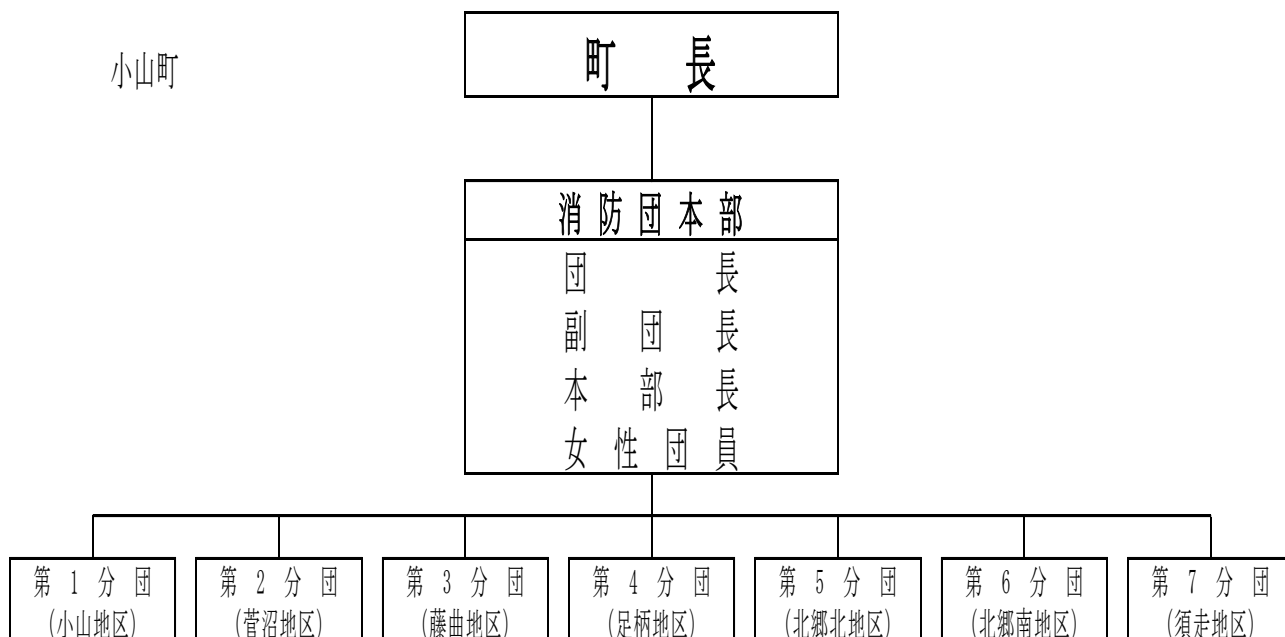 小山町
町長
消防団本部
団長
副団長
本部長
女性団員
第1分団
(小山地区)
第2分団
(菅沼地区)
第3分団
(藤曲地区)
第4分団
(足柄地区)
第5分団
(北郷北地区)
第6分団
(北郷南地区)
第7分団
(須走地区)